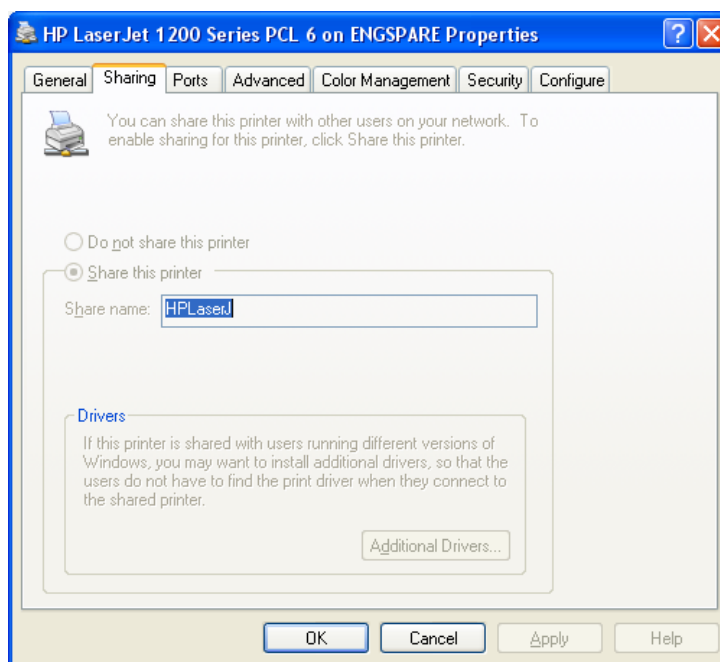 HP LaserJet 1200 Series PCL 6 on ENGSPARE Properties
General Sharing Ports Advanced Color Management Security Configure
You can share this printer with other users on your network. To
enable sharing for this printer, click Share this printer.
Do not share this printer
Share this printer
Share name: HPLaserJ
Drivers
If this printer is shared with users running different versions of
Windows, you may want to install additional drivers, so that the
users do not have to find the print driver when they connect to
the shared printer.
Additional Drivers...
OK Cancel Apply Help